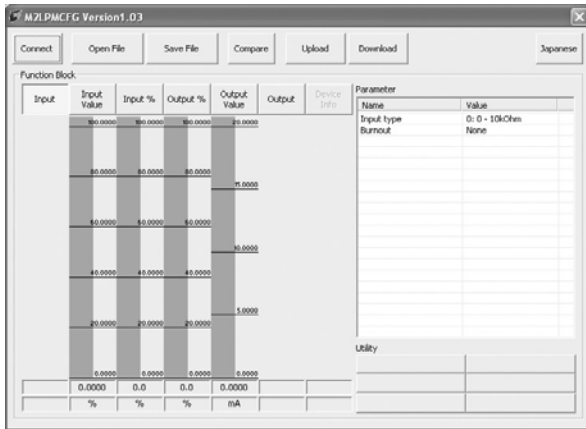 M2LPMCFG Version1.03
Connect Open File Save File Compare Upload Download Japanese
Function Block
Input Input Value Input % Output % Output Value Output Device Info
100.0000 100.0000 100.0000 20.0000
80.0000 80.0000 80.0000
15.0000
60.0000 60.0000 60.0000
10.0000
40.0000 40.0000 40.0000
5.0000
20.0000 20.0000 20.0000
0.0000 0.0000 0.0000 0.0000
0.0000 0.0 0.0 0.0000
% % % mA
Parameter
Name Value
Input type 0: 0 - 10kOhm
Burnout None
Utility